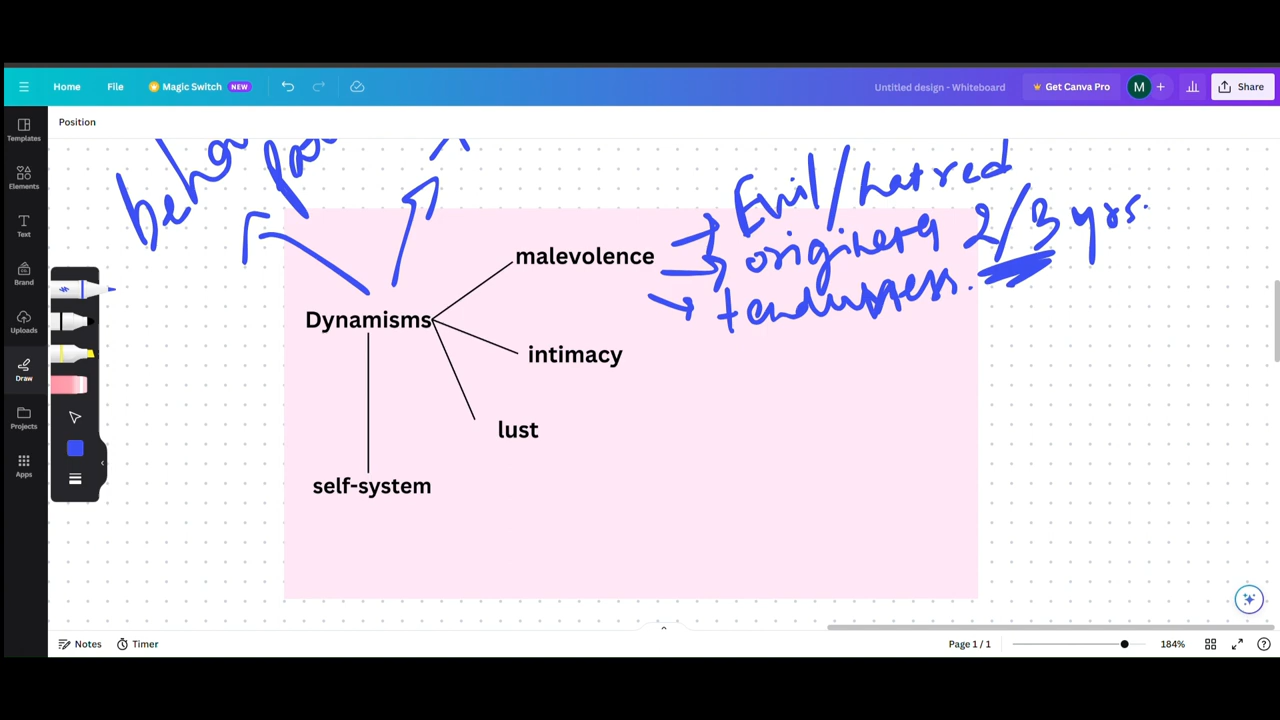 Home File Magic Switch NEW Untitled design - Whiteboard Get Canva Pro M + Share
Position
Templates
Elements
Text
Brand
Uploads
Draw
Projects
Apps
beha
Evil/hatred
2/3 yrs.
malevolence
Dynamisms
intimacy
lust
self-system
Notes Timer Page 1 / 1 184%